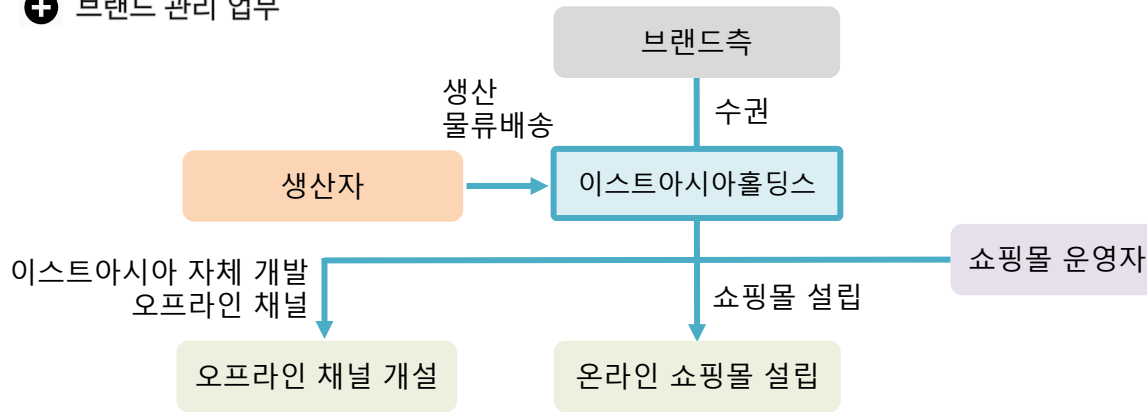 브랜드 관리 업무
브랜드측
생산
물류배송
수권
생산자
이스트아시아홀딩스
쇼핑몰 운영자
이스트아시아 자체 개발
오프라인 채널
쇼핑몰 설립
오프라인 채널 개설
온라인 쇼핑몰 설립